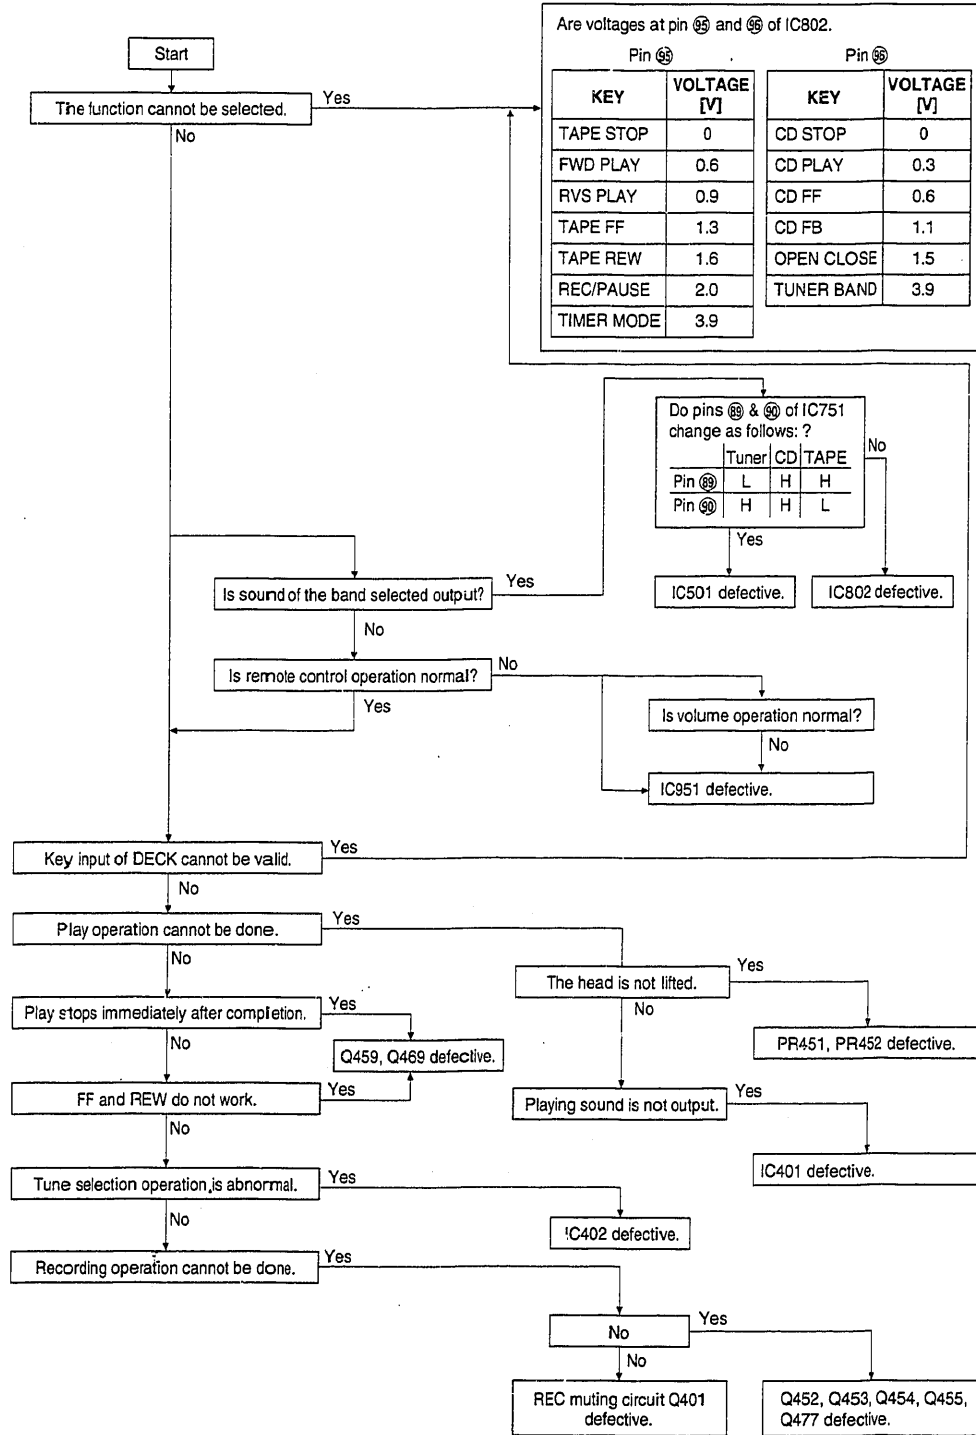 Start
The function cannot be selected.
Yes
No
Are voltages at pin ㊺ and 96 of IC802.
Pin 95
Pin 96
KEY VOLTAGE [V]
KEY VOLTAGE [V]
TAPE STOP 0
CD STOP 0
FWD PLAY 0.6
CD PLAY 0.3
RVS PLAY 0.9
CD FF 0.6
TAPE FF 1.3
CD FB 1.1
TAPE REW 1.6
OPEN CLOSE 1.5
REC/PAUSE 2.0
TUNER BAND 3.9
TIMER MODE 3.9
Do pins 89 & 90 of IC751
change as follows: ?
Tuner CD TAPE
Pin 89 L H H
Pin 90 H H L
No
Yes
IC501 defective.
IC802 defective.
Is sound of the band selected output?
Yes
No
Is remote control operation normal?
No
Yes
Is volume operation normal?
No
IC951 defective.
Key input of DECK cannot be valid.
Yes
No
Play operation cannot be done.
Yes
No
The head is not lifted.
Yes
No
PR451, PR452 defective.
Play stops immediately after completion.
Yes
No
Q459, Q469 defective.
FF and REW do not work.
Yes
No
Playing sound is not output.
Yes
IC401 defective.
Tune selection operation is abnormal.
Yes
No
IC402 defective.
Recording operation cannot be done.
Yes
No
Yes
No
REC muting circuit Q401
defective.
Q452, Q453, Q454, Q455,
Q477 defective.